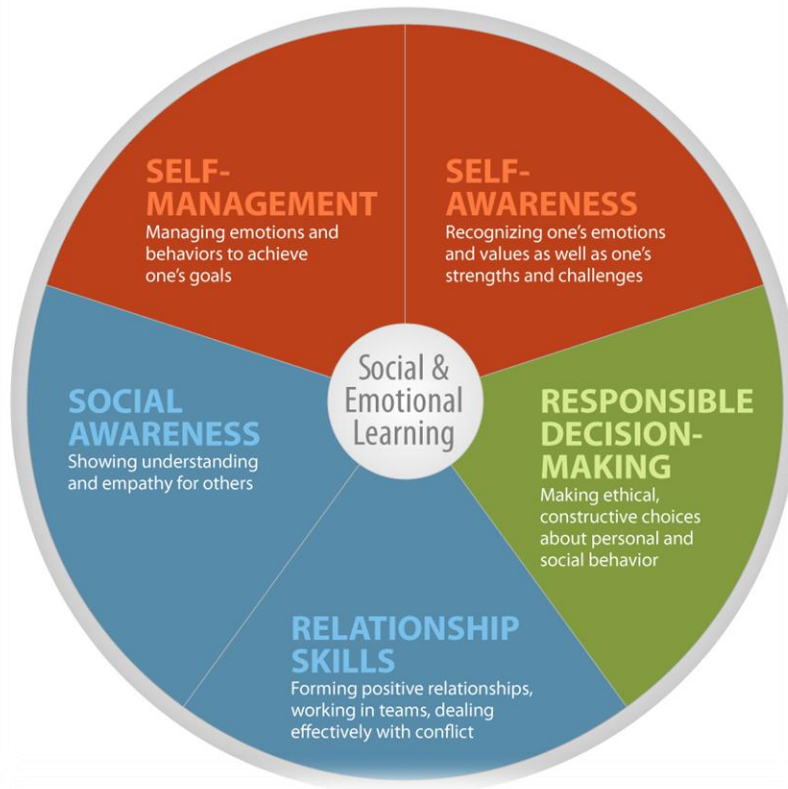 SELF-
MANAGEMENT
Managing emotions and
behaviors to achieve
one's goals
SELF-
AWARENESS
Recognizing one's emotions
and values as well as one's
strengths and challenges
SOCIAL
AWARENESS
Showing understanding
and empathy for others
Social &
Emotional
Learning
RESPONSIBLE
DECISION-
MAKING
Making ethical,
constructive choices
about personal and
social behavior
RELATIONSHIP
SKILLS
Forming positive relationships,
working in teams, dealing
effectively with conflict